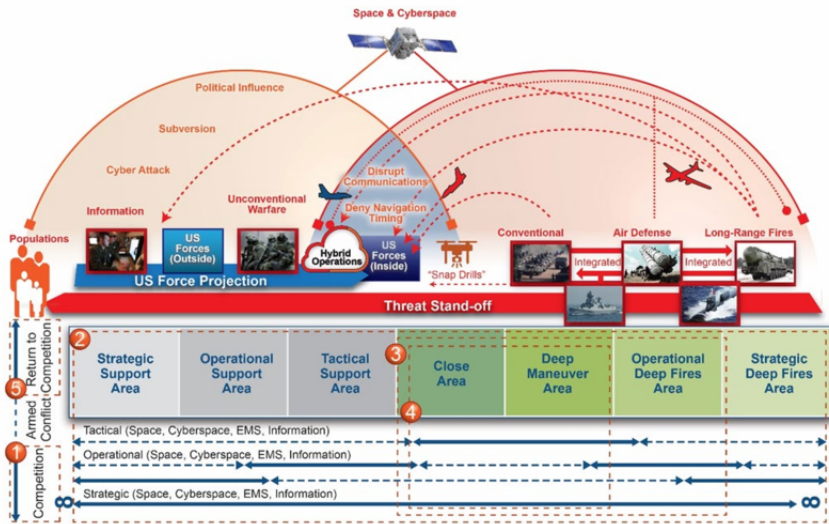 Space & Cyberspace
Political Influence
Subversion
Cyber Attack
Disrupt
Communications
Deny Navigation
Timing
Information
Unconventional
Warfare
Populations
US
Forces
(Outside)
Hybrid
Operations
US
Forces
(Inside)
"Snap Drills"
Conventional
Air Defense
Long-Range Fires
Integrated
Integrated
US Force Projection
Threat Stand-off
2
Strategic
Support
Area
Operational
Support
Area
Tactical
Support
Area
3
Close
Area
Deep
Maneuver
Area
Operational
Deep Fires
Area
Strategic
Deep Fires
Area
4
5
Return to
Competition
Armed
Conflict
1
Competition
Tactical (Space, Cyberspace, EMS, Information)
Operational (Space, Cyberspace, EMS, Information)
Strategic (Space, Cyberspace, EMS, Information)
∞
∞